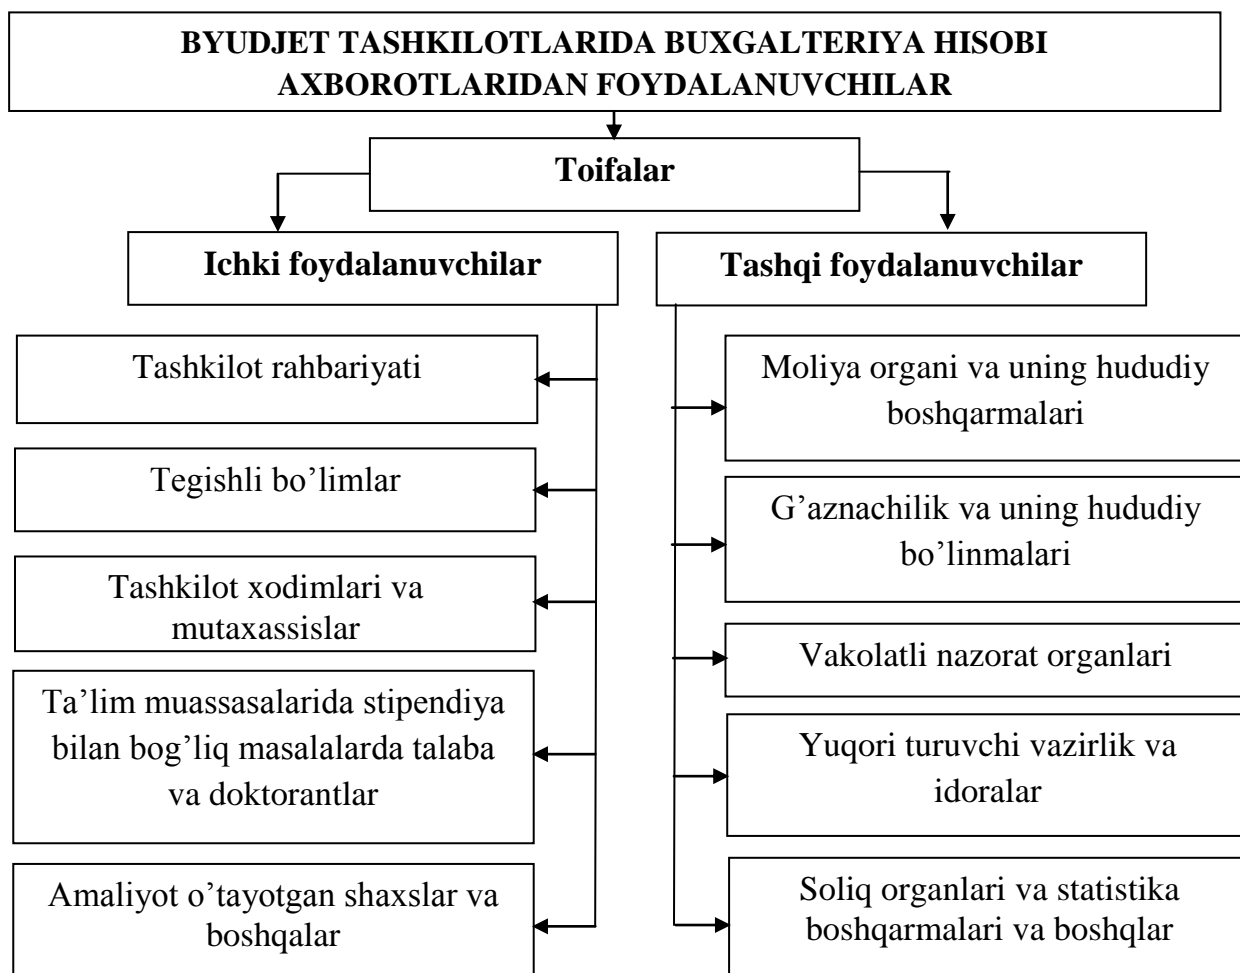 BYUDJET TASHKILOTLARIDA BUXGALTERIYA HISOBI
AXBOROTLARIDAN FOYDALANUVCHILAR
Toifalar
Ichki foydalanuvchilar
Tashqi foydalanuvchilar
Tashkilot rahbariyati
Tegishli bo’limlar
Tashkilot xodimlari va
mutaxassislar
Ta’lim muassasalarida stipendiya
bilan bog’liq masalalarda talaba
va doktorantlar
Amaliyot o’tayotgan shaxslar va
boshqalar
Moliya organi va uning hududiy
boshqarmalari
G’aznachilik va uning hududiy
bo’linmalari
Vakolatli nazorat organlari
Yuqori turuvchi vazirlik va
idoralar
Soliq organlari va statistika
boshqarmalari va boshqlar